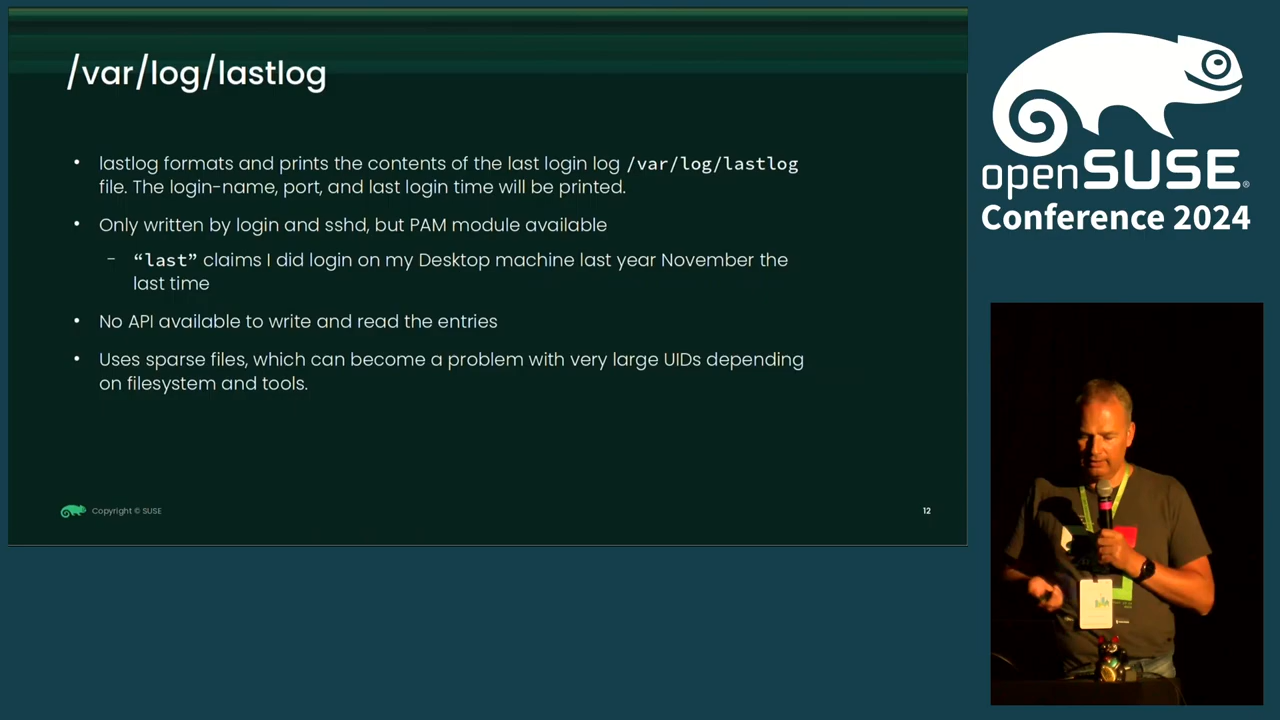 /var/log/lastlog
• lastlog formats and prints the contents of the last login log /var/log/lastlog
file. The login-name, port, and last login time will be printed.
• Only written by login and sshd, but PAM module available
– “last” claims I did login on my Desktop machine last year November the
last time
• No API available to write and read the entries
• Uses sparse files, which can become a problem with very large UIDs depending
on filesystem and tools.
Copyright © SUSE
12
openSUSE®
Conference 2024